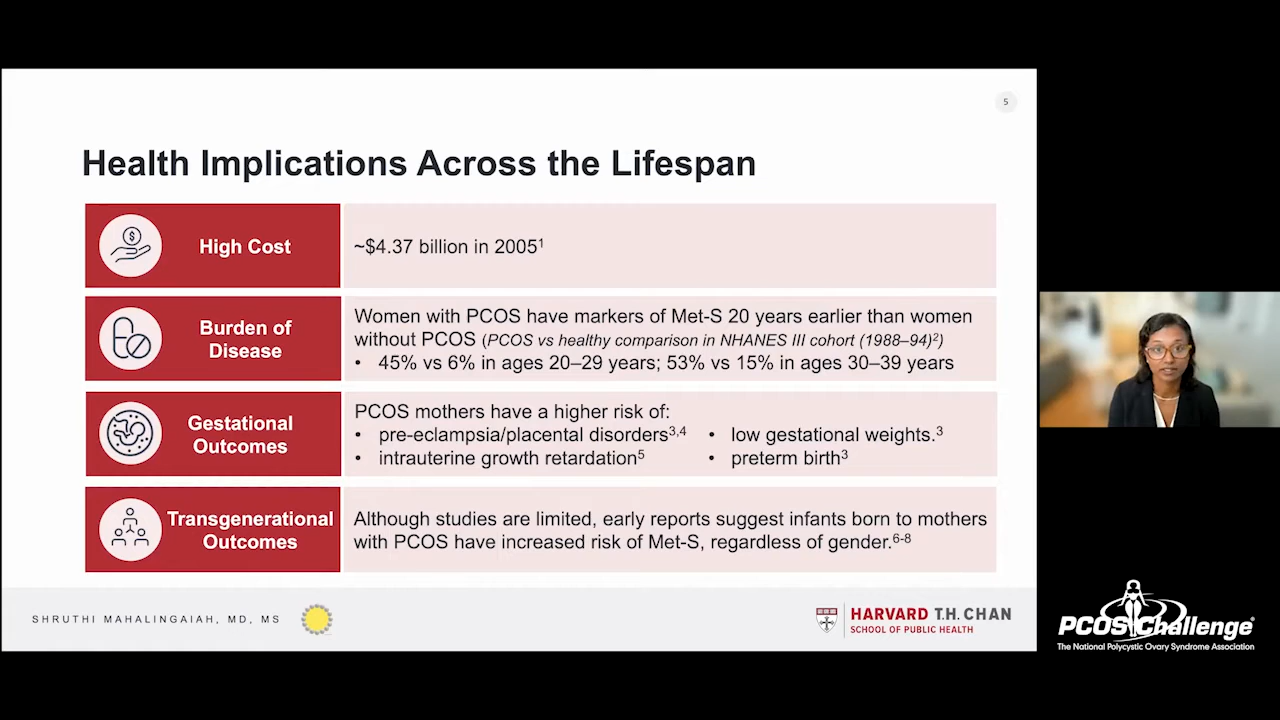 5
Health Implications Across the Lifespan
High Cost
~$4.37 billion in 2005¹
Burden of
Disease
Women with PCOS have markers of Met-S 20 years earlier than women
without PCOS (PCOS vs healthy comparison in NHANES III cohort (1988–94)²)
• 45% vs 6% in ages 20–29 years; 53% vs 15% in ages 30–39 years
Gestational
Outcomes
PCOS mothers have a higher risk of:
• pre-eclampsia/placental disorders³,⁴
• intrauterine growth retardation⁵
• low gestational weights.³
• preterm birth³
Transgenerational
Outcomes
Although studies are limited, early reports suggest infants born to mothers
with PCOS have increased risk of Met-S, regardless of gender.⁶⁻⁸
SHRUTHI MAHALINGAIAH, MD, MS
HARVARD T.H. CHAN
SCHOOL OF PUBLIC HEALTH
PCOS Challenge®
The National Polycystic Ovary Syndrome Association